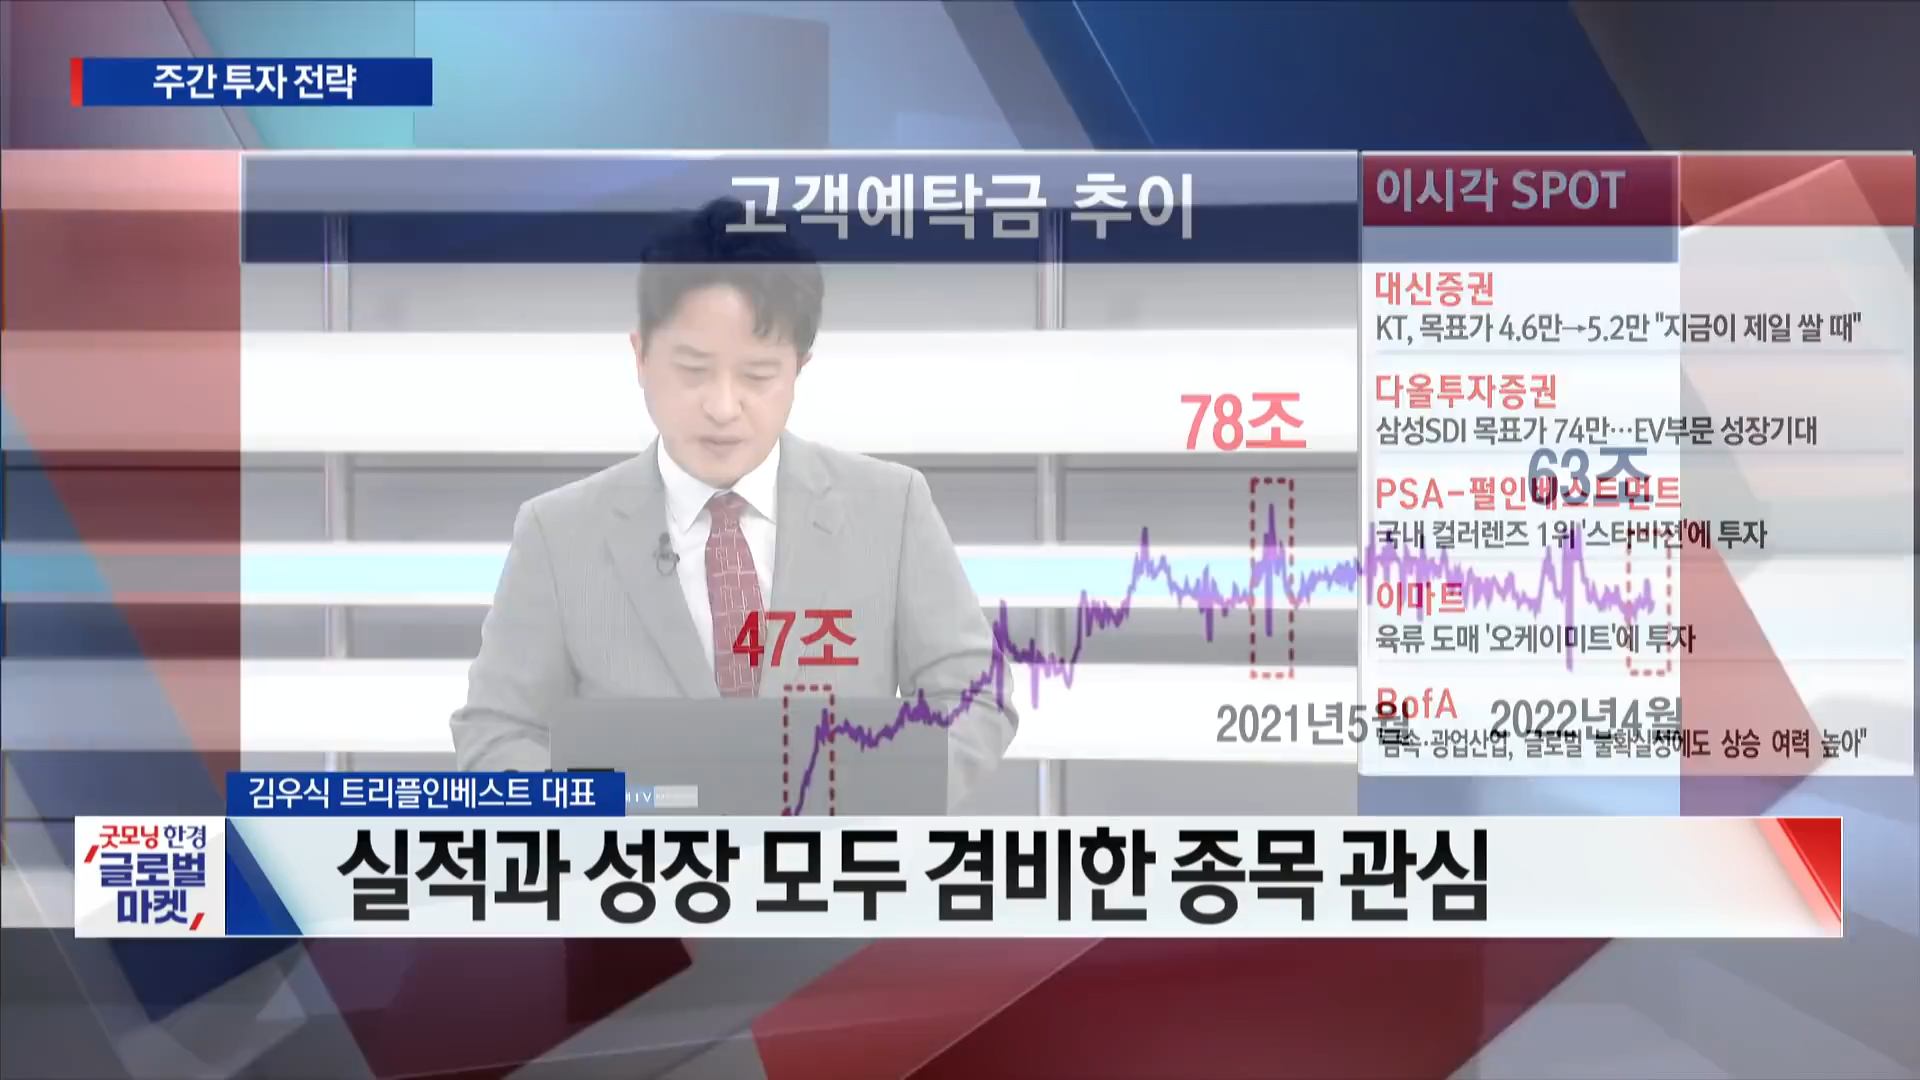 주간 투자 전략
고객예탁금 추이
이시각 SPOT
대신증권
KT, 목표가 4.6만→5.2만 "지금이 제일 쌀 때"
다올투자증권
삼성SDI 목표가 74만…EV부문 성장기대
PSA-펄인베스트먼트
국내 컬러렌즈 1위 '스타비젼'에 투자
이마트
육류 도매 '오케이미트'에 투자
BofA
"금속·광업산업, 글로벌 불확실성에도 상승 여력 높아"
47조
78조
63조
2021년5월
2022년4월
김우식 트리플인베스트 대표
굿모닝 한경
글로벌
마켓
실적과 성장 모두 겸비한 종목 관심